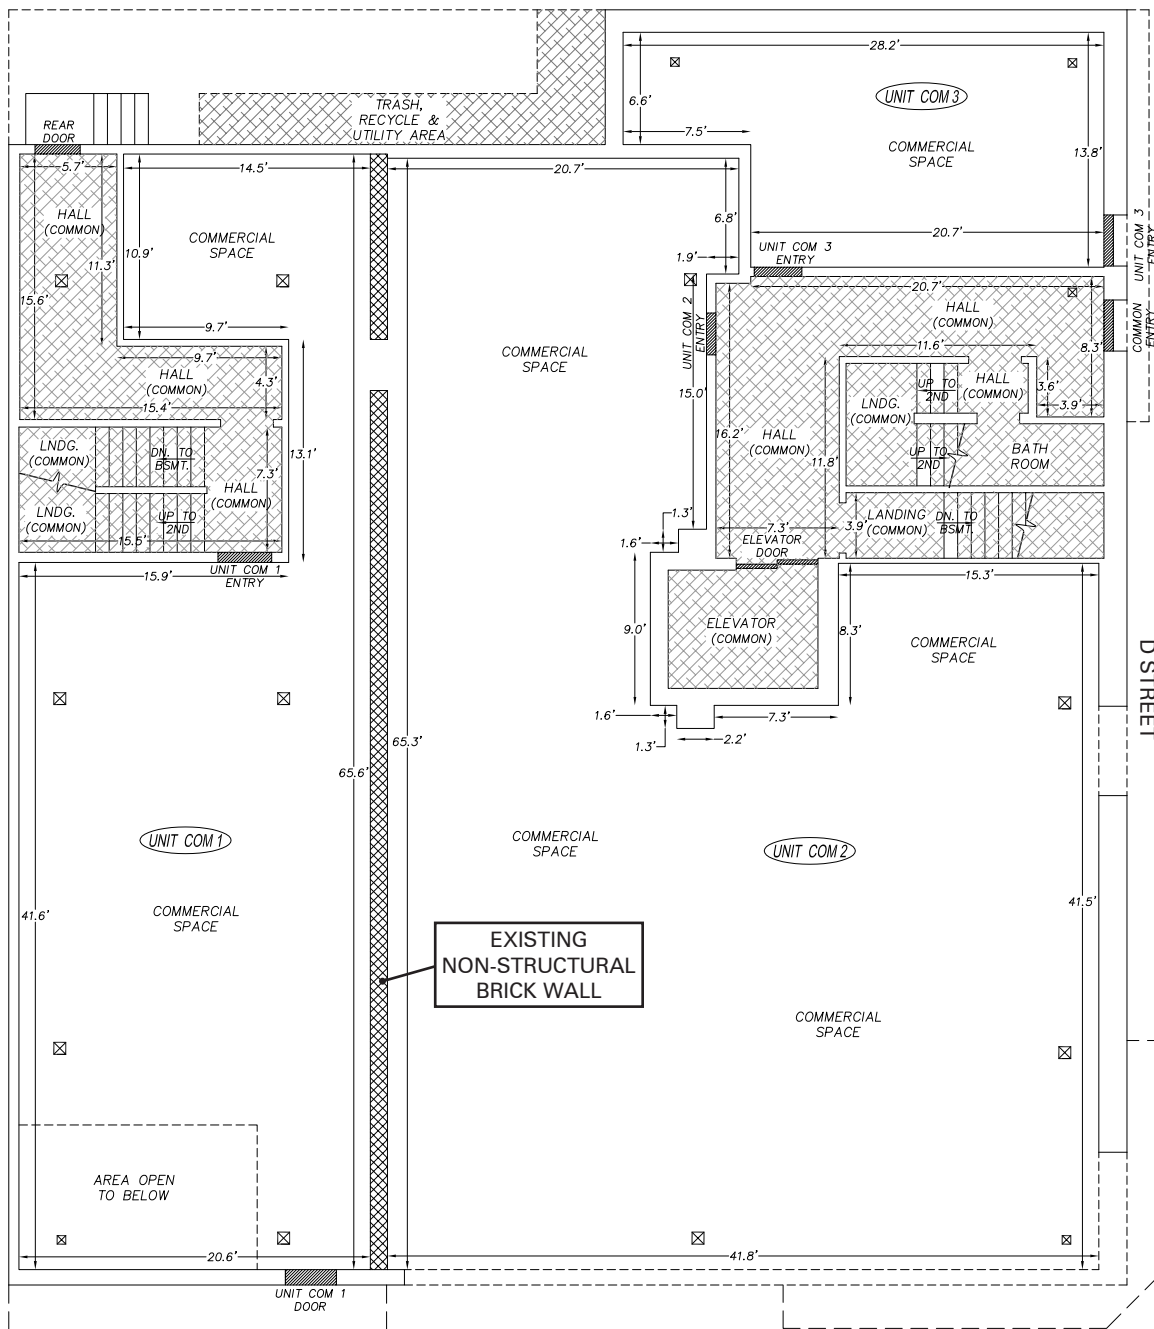 28.2'
6.6'
UNIT COM 3
7.5'
COMMERCIAL
SPACE
13.8'
20.7'
TRASH,
RECYCLE &
UTILITY AREA
REAR
DOOR
5.7'
14.5'
20.7'
HALL
(COMMON)
COMMERCIAL
SPACE
10.9'
11.3'
15.6'
6.8'
1.9'
UNIT COM 3
ENTRY
UNIT COM 3
ENTRY
20.7'
HALL
(COMMON)
COMMON
ENTRY
8.3'
UNIT COM 2
ENTRY
9.7'
9.7'
4.3'
HALL
(COMMON)
15.4'
COMMERCIAL
SPACE
11.6'
UP TO
2ND
HALL
(COMMON)
3.6'
3.9'
15.0'
16.2'
LNDG.
(COMMON)
HALL
(COMMON)
11.8'
UP TO
2ND
BATH
ROOM
LNDG.
(COMMON)
DN. TO
BSMT.
7.3'
13.1'
HALL
(COMMON)
LNDG.
(COMMON)
UP TO
2ND
15.5'
UNIT COM 1
ENTRY
15.9'
1.3'
1.6'
7.3'
ELEVATOR
DOOR
3.9'
LANDING
(COMMON)
DN. TO
BSMT.
15.3'
9.0'
ELEVATOR
(COMMON)
8.3'
COMMERCIAL
SPACE
D STREET
1.6'
7.3'
1.3'
2.2'
65.3'
65.6'
UNIT COM 1
COMMERCIAL
SPACE
UNIT COM 2
41.6'
COMMERCIAL
SPACE
41.5'
EXISTING
NON-STRUCTURAL
BRICK WALL
COMMERCIAL
SPACE
AREA OPEN
TO BELOW
20.6'
41.8'
UNIT COM 1
DOOR